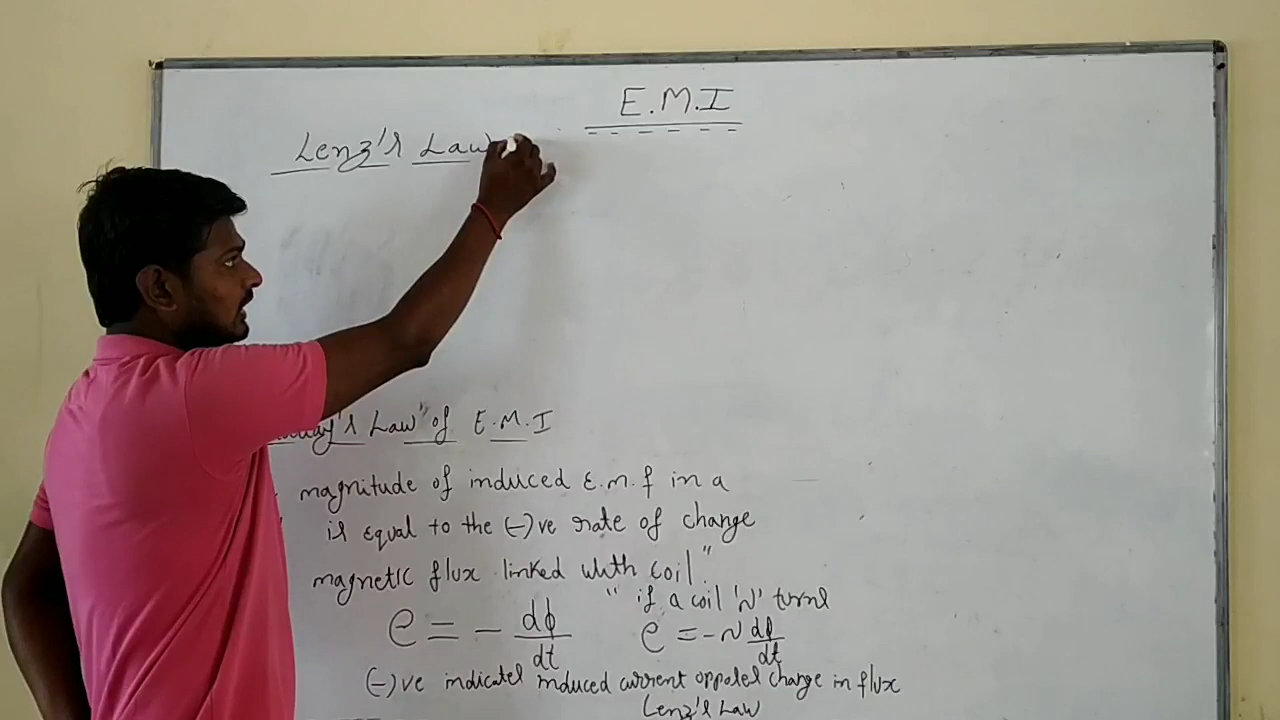 E.M.I
Lenz's Law
Law" of E.M.I
magnitude of induced E.m.f in a
is equal to the (-)ve rate of change
magnetic flux linked with coil."
"if a coil 'N' turns
e = - dφ/dt e = -N dφ/dt
(-)ve indicates induced current opposes change in flux
Lenz's Law